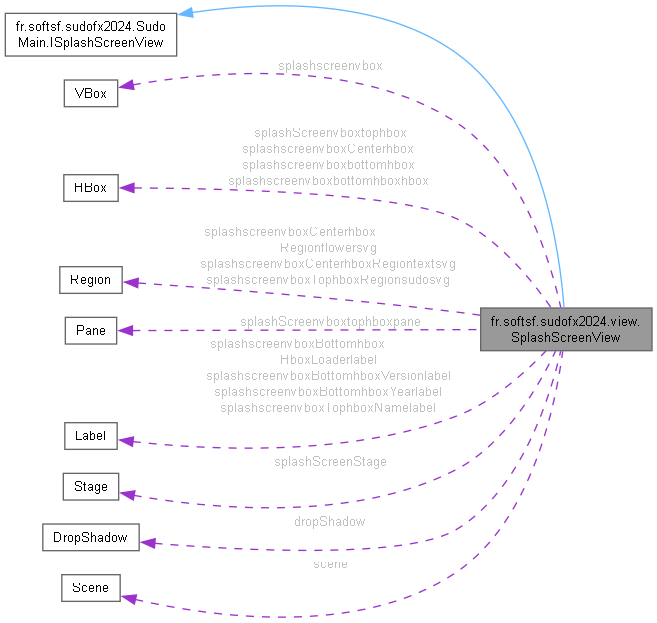 fr.softsf.sudofx2024.Sudo
Main.ISplashScreenView
splashscreenvbox
VBox
splashScreenvboxtophbox
splashscreenvboxCenterhbox
splashscreenvboxbottomhbox
splashscreenvboxbottomhboxhbox
HBox
splashscreenvboxCenterhbox
Regionflowersvg
splashscreenvboxCenterhboxRegiontextsvg
splashscreenvboxTophboxRegionsudosvg
Region
fr.softsf.sudofx2024.view.
SplashScreenView
splashScreenvboxtophboxpane
Pane
splashscreenvboxBottomhbox
HboxLoaderlabel
splashscreenvboxBottomhboxVersionlabel
splashscreenvboxBottomhboxYearlabel
splashscreenvboxTophboxNamelabel
Label
splashScreenStage
Stage
dropShadow
DropShadow
scene
Scene